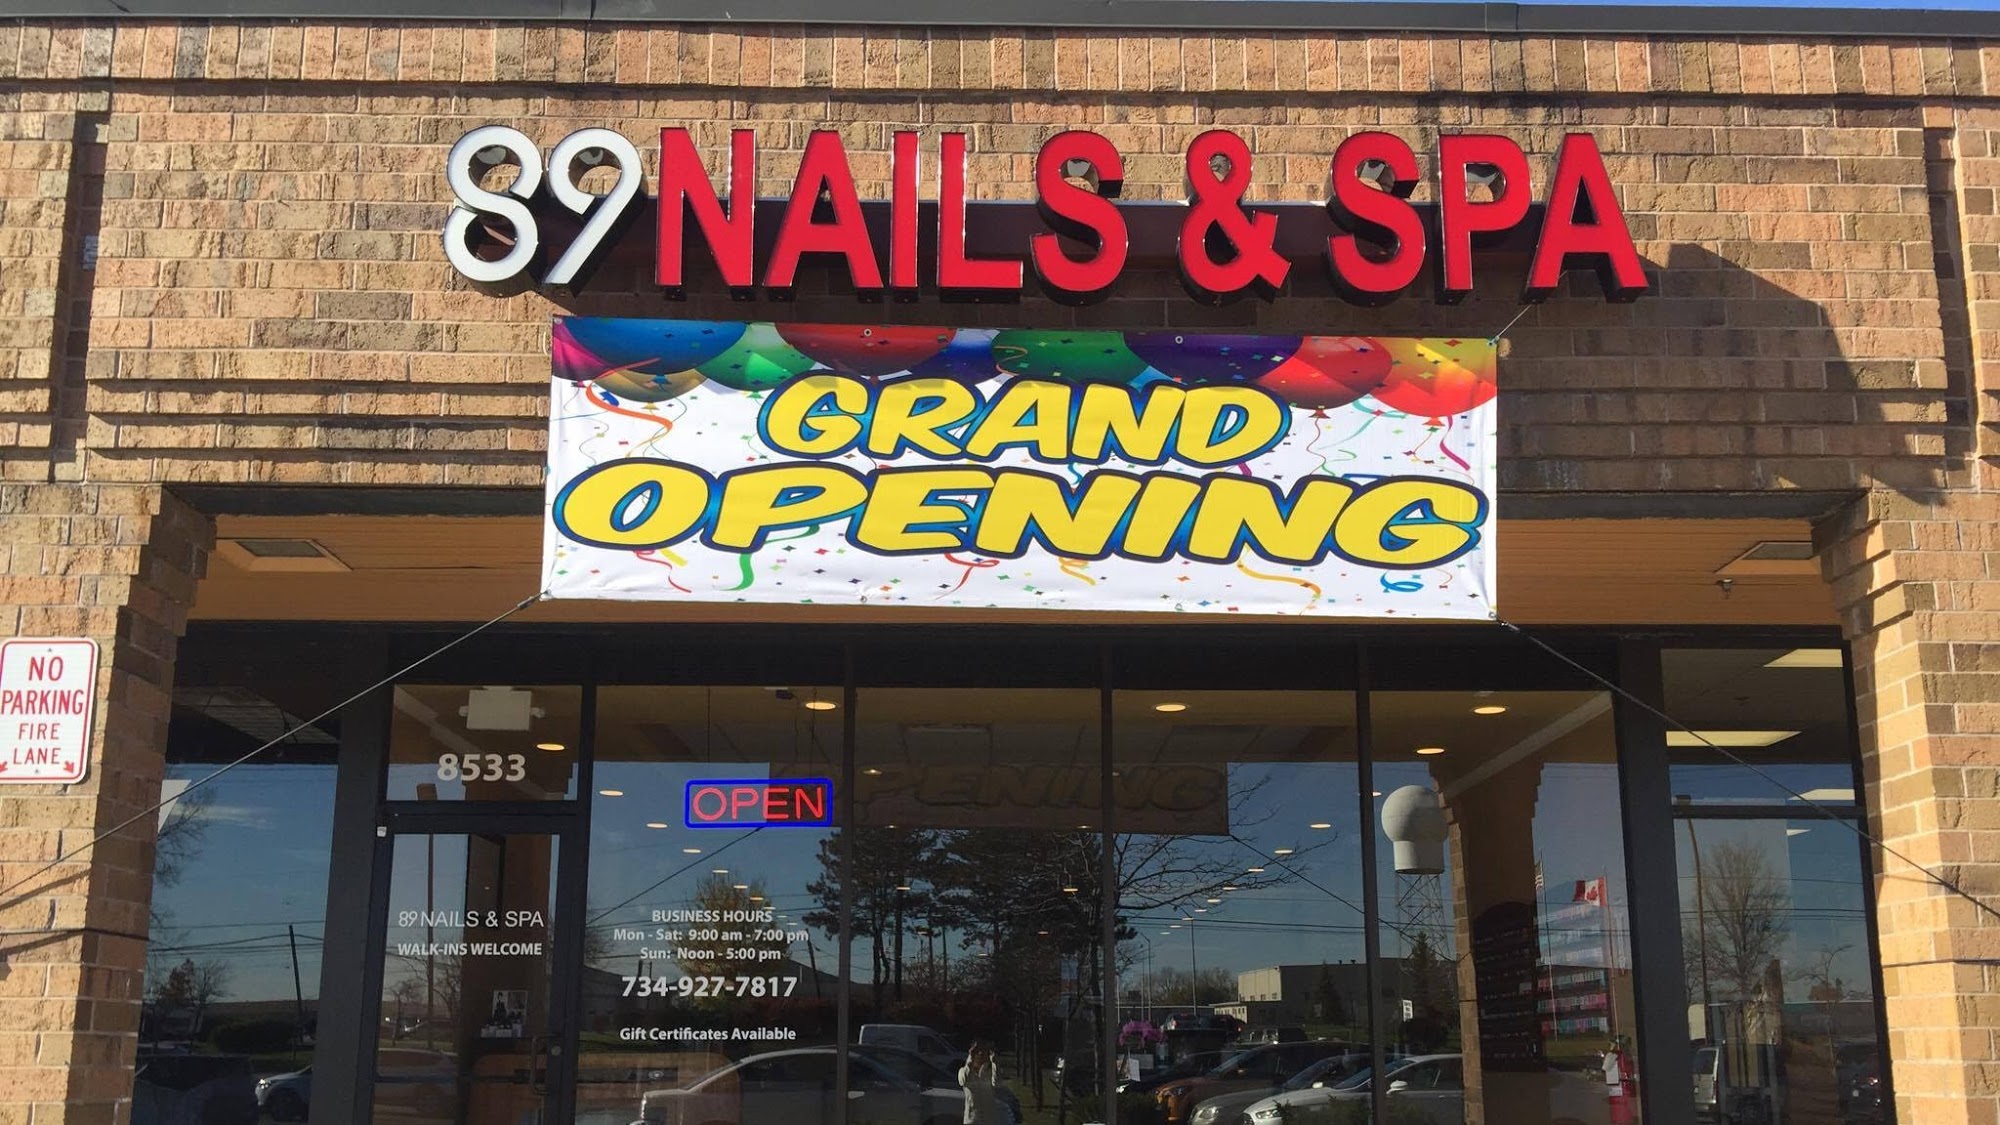 89 NAILS & SPA
GRAND
OPENING
NO
PARKING
FIRE
LANE
8533
OPEN
OPENING
89 NAILS & SPA
WALK-INS WELCOME
BUSINESS HOURS
Mon - Sat: 9:00 am - 7:00 pm
Sun: Noon - 5:00 pm
734-927-7817
Gift Certificates Available